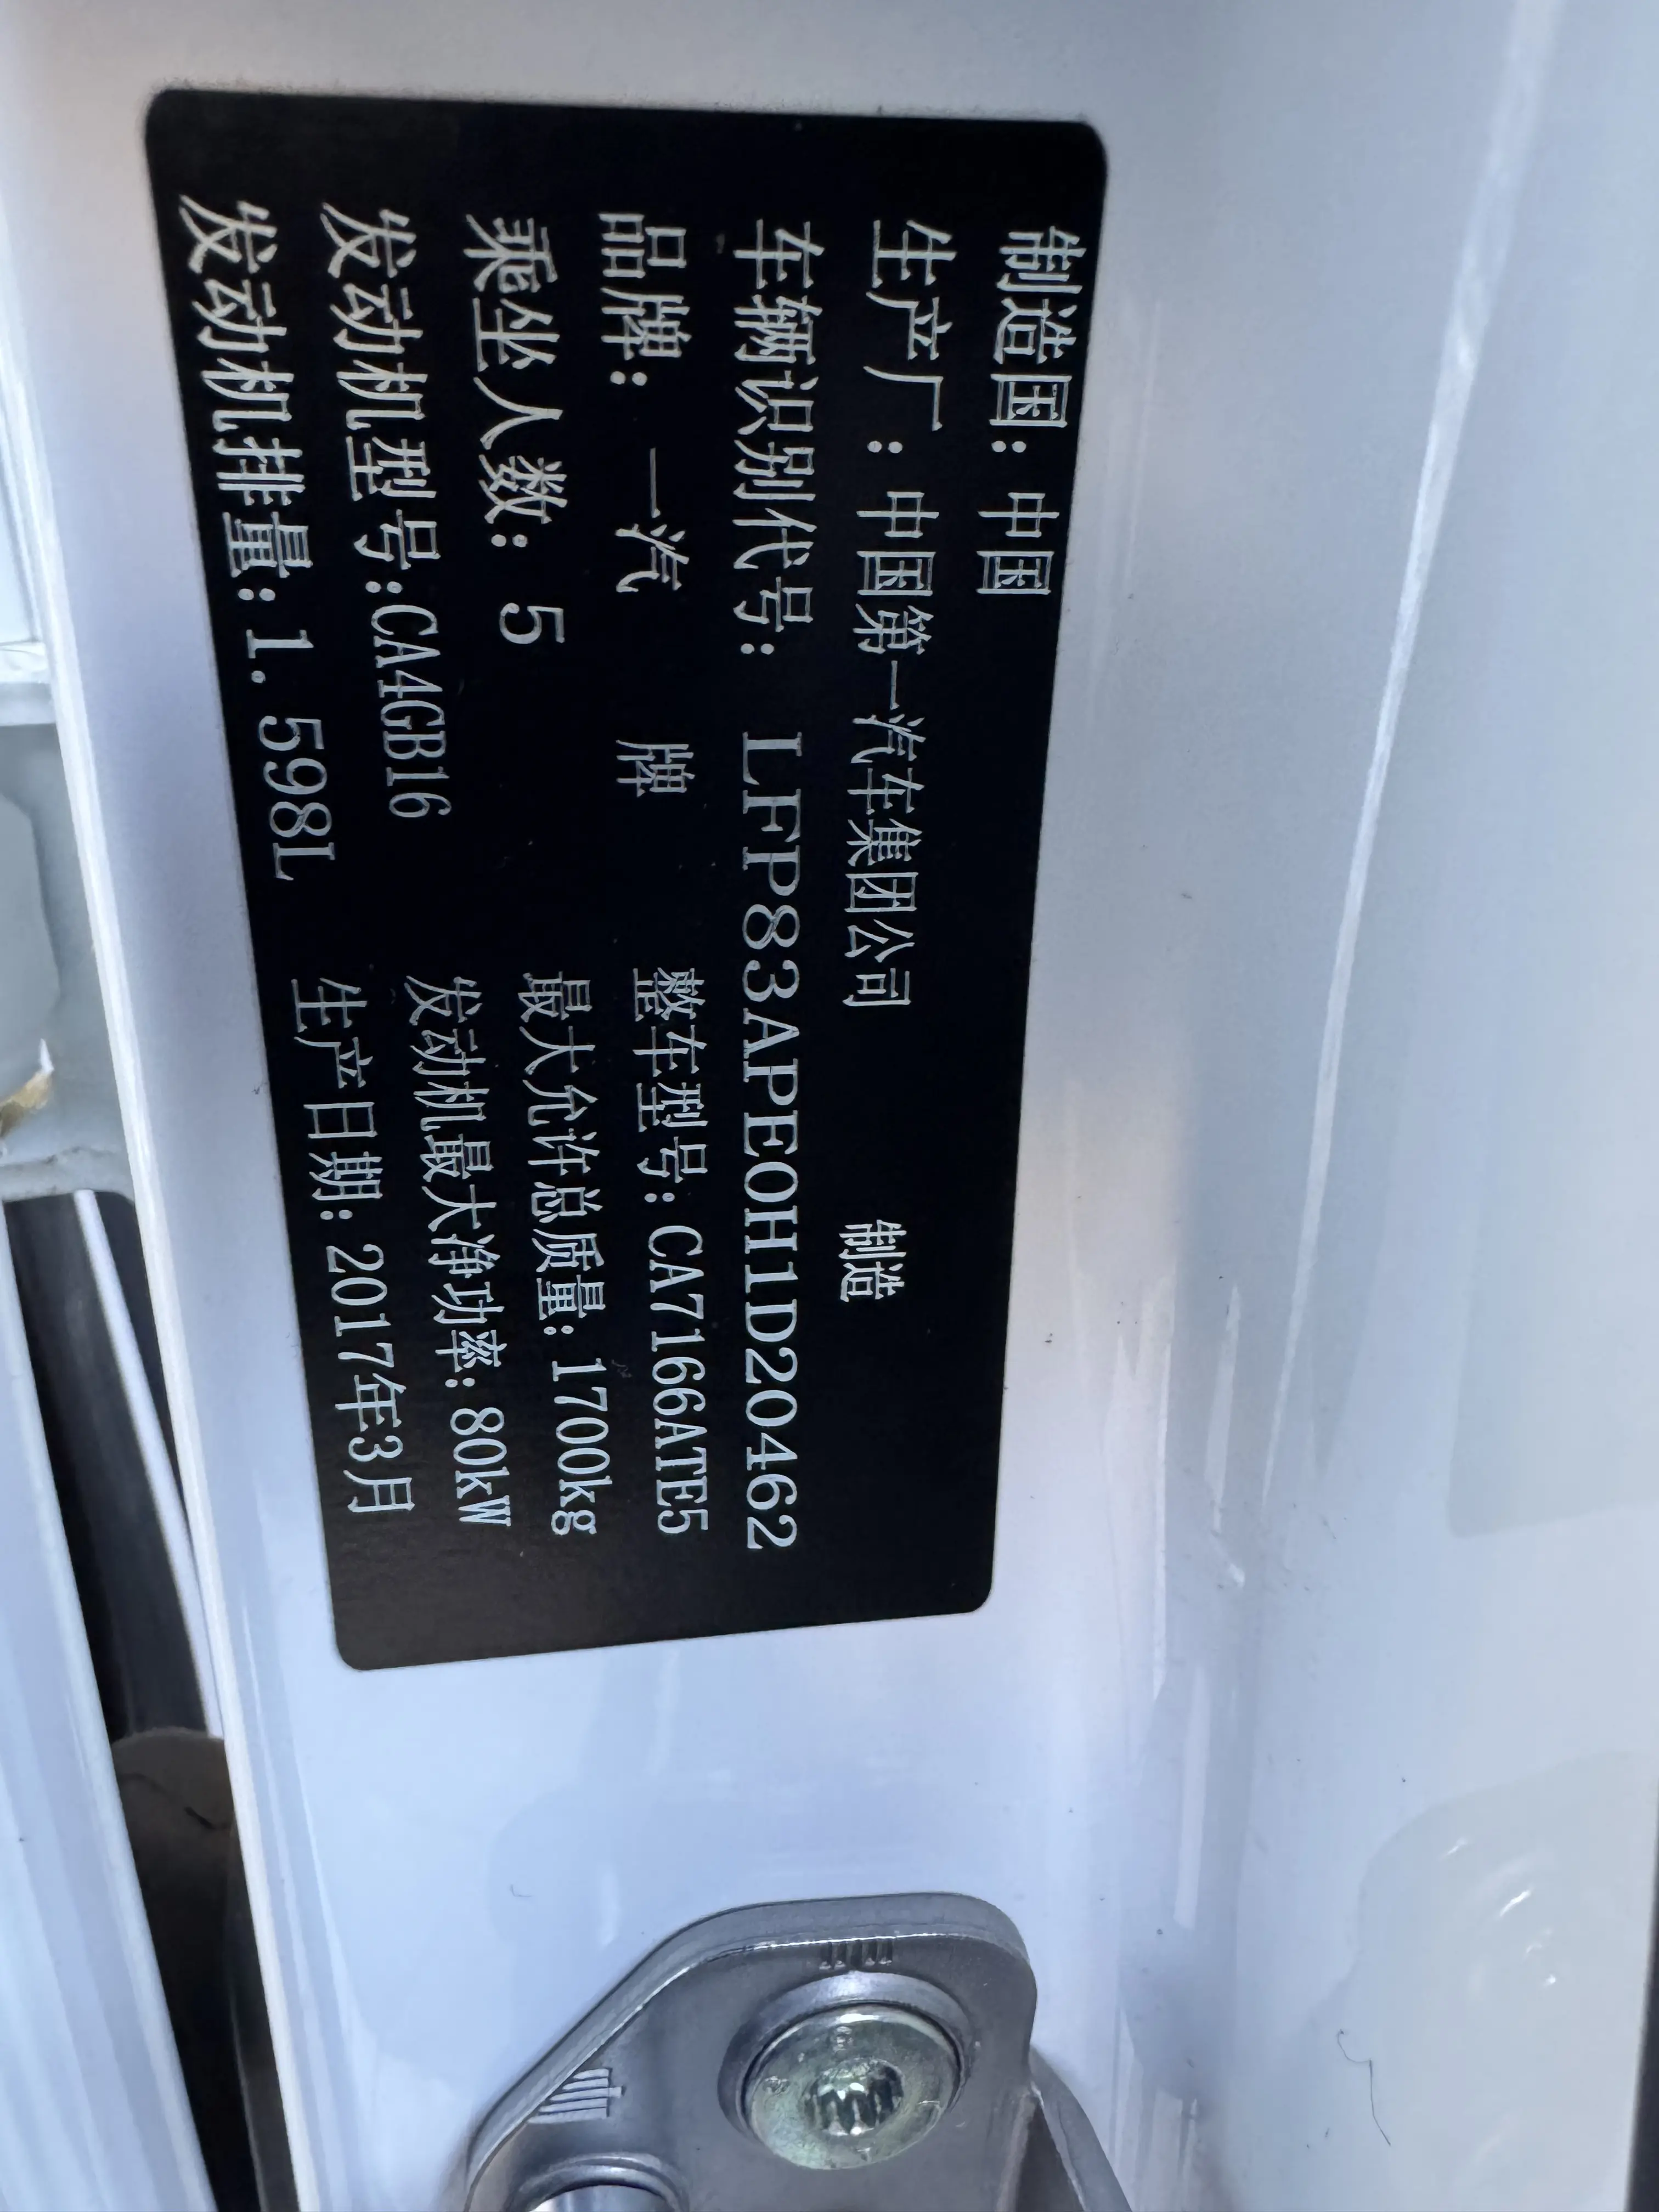 制造国：中国
生产厂：中国第一汽车集团公司 制造
车辆识别代号：LFP83APE0H1D20462
品牌：一汽 牌 整车型号：CA7166ATE5
乘坐人数：5 最大允许总质量：1700kg
发动机型号：CA4GB16 发动机最大净功率：80kW
发动机排量：1.598L 生产日期：2017年3月